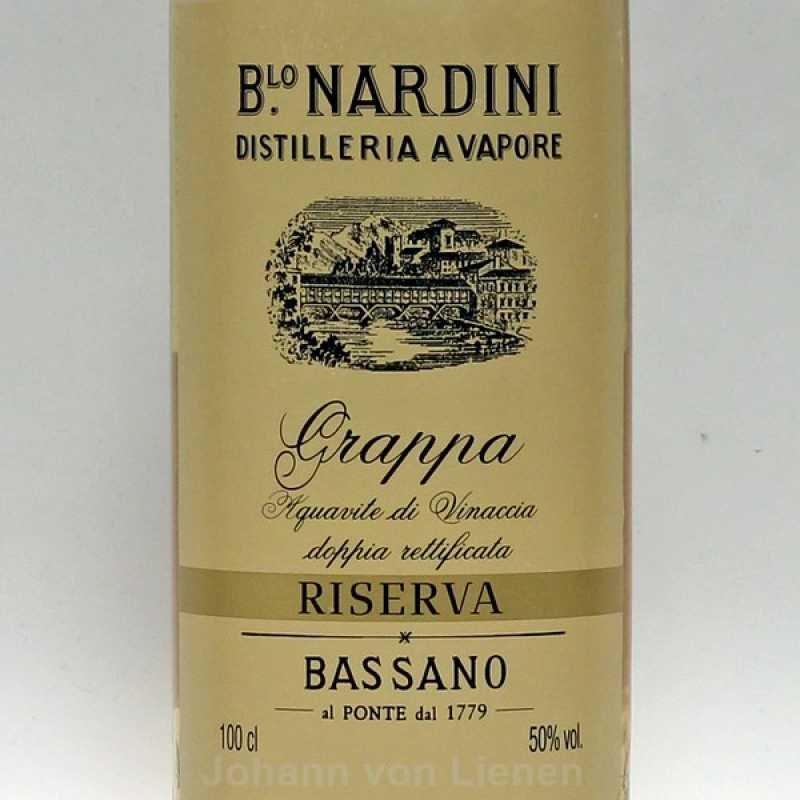 B.LO NARDINI
DISTILLERIA A VAPORE
Grappa
Aquavite di Vinaccia
doppia rettificata
RISERVA
BASSANO
al PONTE dal 1779
100 cl
50% vol.
Johann von Lienen